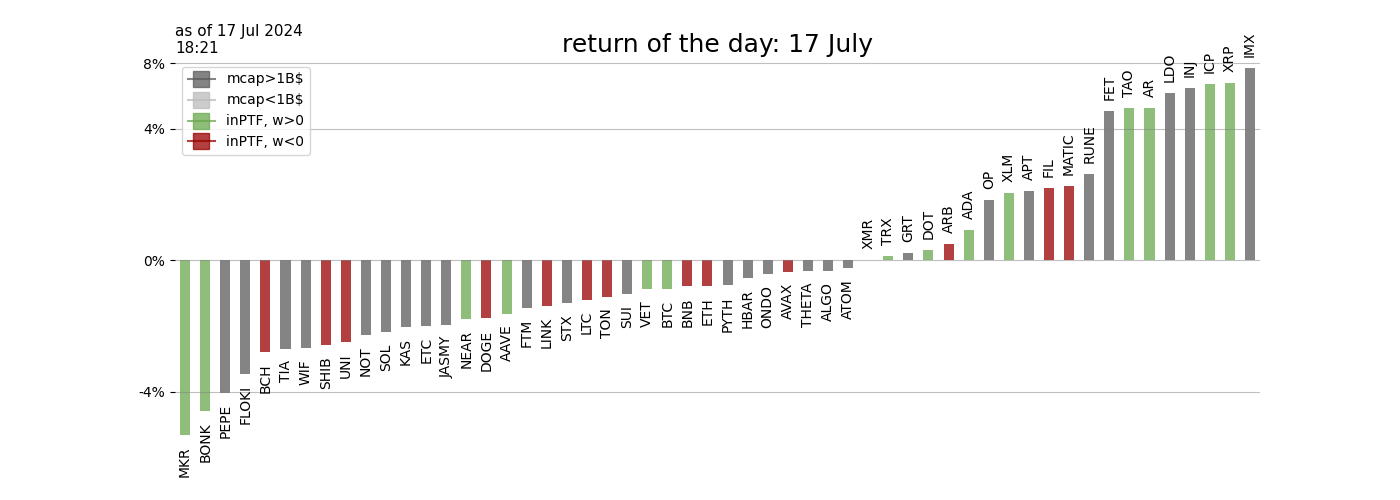 as of 17 Jul 2024
18:21
return of the day: 17 July
8%
4%
0%
-4%
mcap>1B$
mcap<1B$
inPTF, w>0
inPTF, w<0
MKR
BONK
PEPE
FLOKI
BCH
TIA
WIF
SHIB
UNI
NOT
SOL
KAS
ETC
JASMY
NEAR
DOGE
AAVE
FTM
LINK
STX
LTC
TON
SUI
VET
BTC
BNB
ETH
PYTH
HBAR
ONDO
AVAX
THETA
ALGO
ATOM
XMR
TRX
GRT
DOT
ARB
ADA
OP
XLM
APT
FIL
MATIC
RUNE
FET
TAO
AR
LDO
INJ
ICP
XRP
IMX